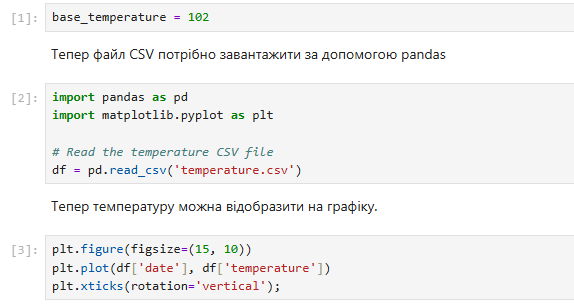 [1]: base_temperature = 102
Тепер файл CSV потрібно завантажити за допомогою pandas
[2]: import pandas as pd
import matplotlib.pyplot as plt
# Read the temperature CSV file
df = pd.read_csv('temperature.csv')
Тепер температуру можна відобразити на графіку.
[3]: plt.figure(figsize=(15, 10))
plt.plot(df['date'], df['temperature'])
plt.xticks(rotation='vertical');